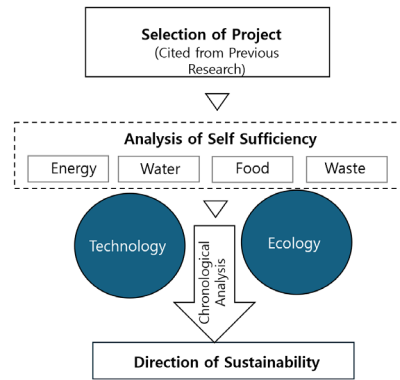 Selection of Project
(Cited from Previous
Research)
Analysis of Self Sufficiency
Energy
Water
Food
Waste
Technology
Ecology
Chronological
Analysis
Direction of Sustainability